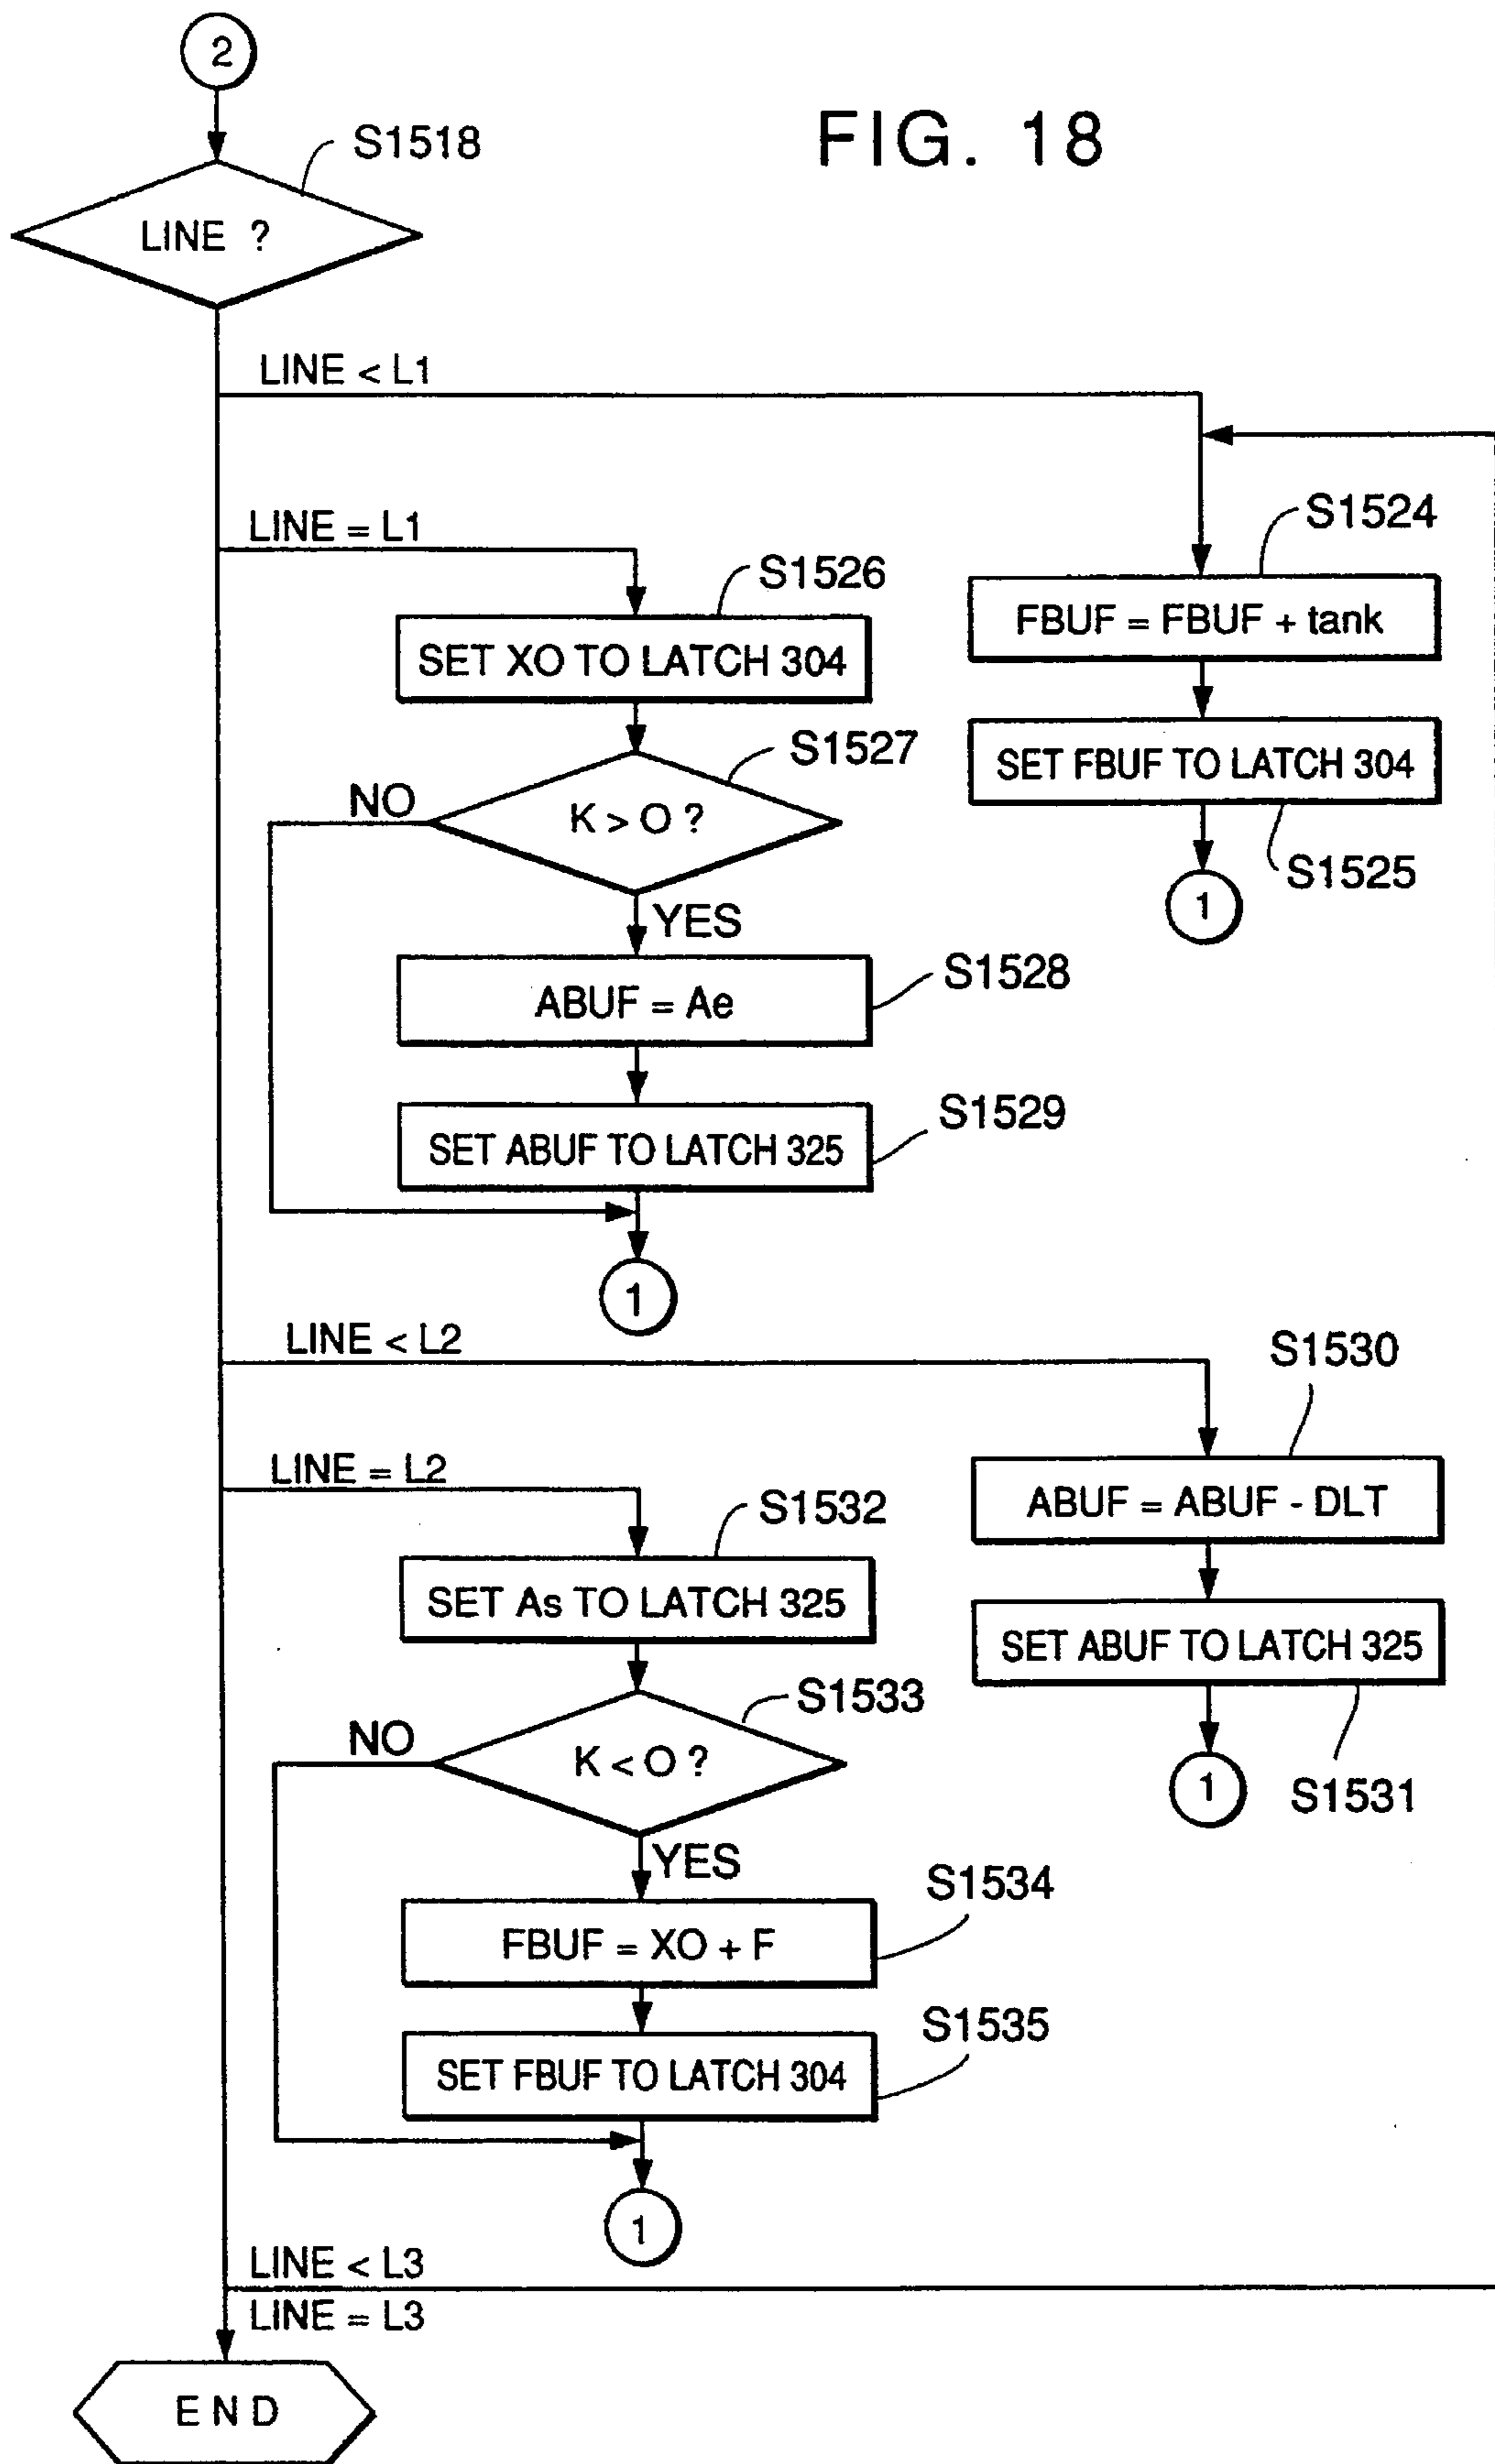 2
FIG. 18
S1518
LINE ?
LINE < L1
LINE = L1
S1524
FBUF = FBUF + tank
S1526
SET XO TO LATCH 304
SET FBUF TO LATCH 304
S1525
1
S1527
K > O ?
NO
YES
S1528
ABUF = Ae
S1529
SET ABUF TO LATCH 325
1
LINE < L2
S1530
ABUF = ABUF - DLT
SET ABUF TO LATCH 325
S1531
1
LINE = L2
S1532
SET As TO LATCH 325
S1533
K < O ?
NO
YES
S1534
FBUF = XO + F
S1535
SET FBUF TO LATCH 304
1
LINE < L3
LINE = L3
END